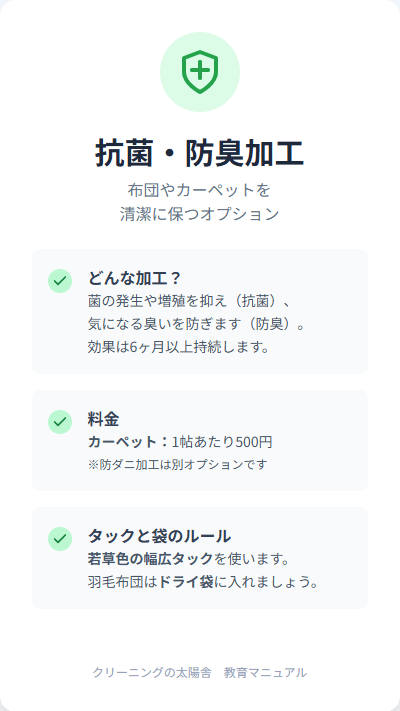 抗菌・防臭加工
布団やカーペットを
清潔に保つオプション
どんな加工？
菌の発生や増殖を抑え（抗菌）、
気になる臭いを防ぎます（防臭）。
効果は6ヶ月以上持続します。
料金
カーペット：1帖あたり500円
※防ダニ加工は別オプションです
タックと袋のルール
若草色の幅広タックを使います。
羽毛布団はドライ袋に入れましょう。
クリーニングの太陽舎　教育マニュアル